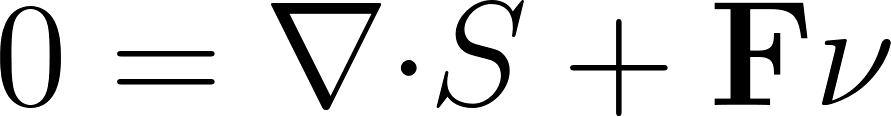 0 = ∇·S + 𝐅ν